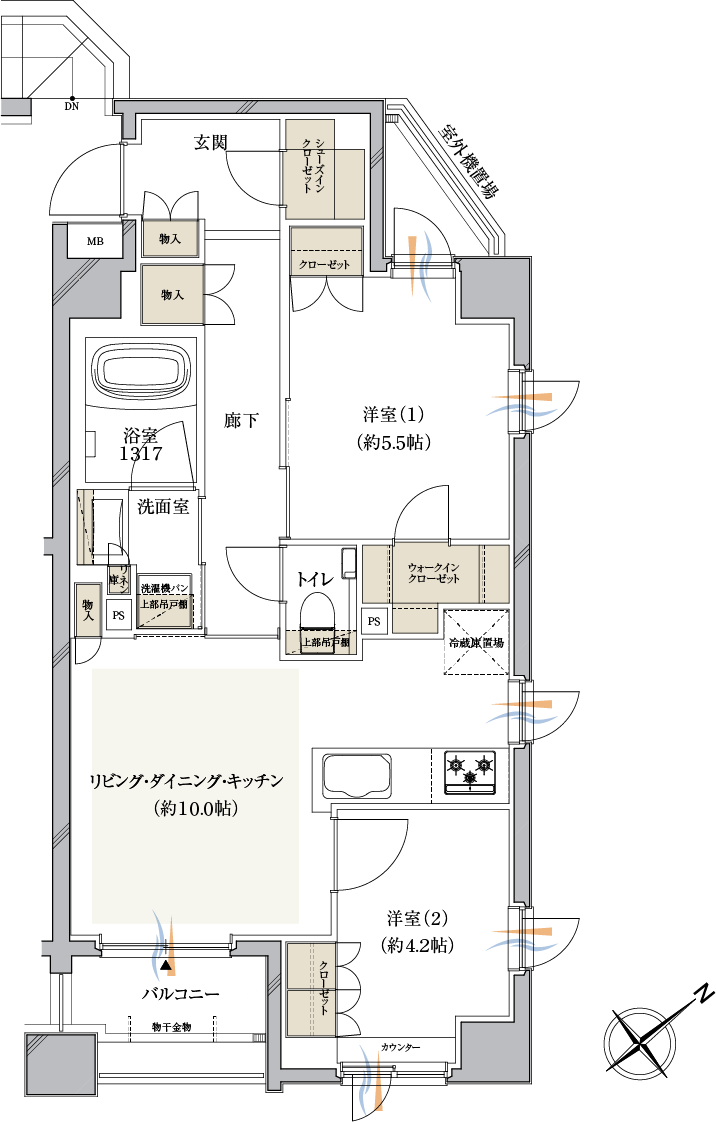 DN
玄関
シューズイン
クローゼット
室外機置場
MB
物入
クローゼット
物入
浴室
1317
廊下
洋室(1)
(約5.5帖)
洗面室
リネン
庫
洗濯機パン
上部吊戸棚
物入
PS
トイレ
上部吊戸棚
ウォークイン
クローゼット
PS
冷蔵庫置場
リビング・ダイニング・キッチン
(約10.0帖)
洋室(2)
(約4.2帖)
クローゼット
バルコニー
物干金物
カウンター
N